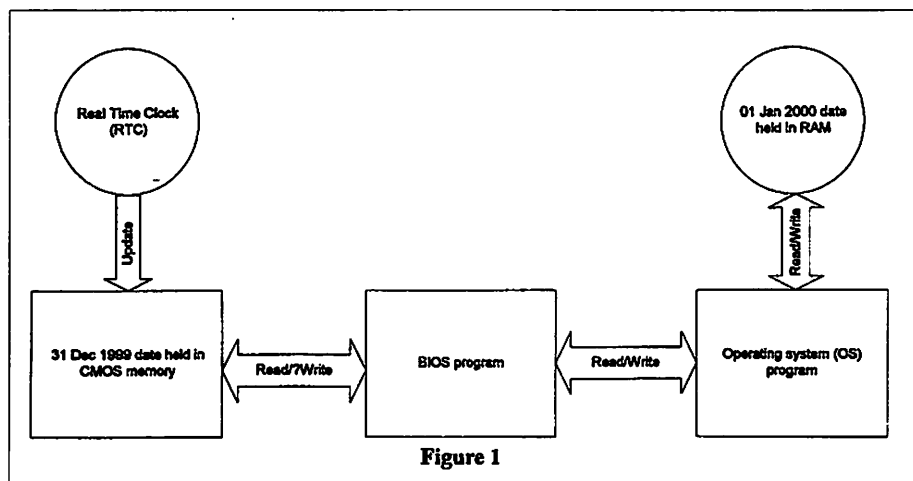 Real Time Clock
(RTC)
01 Jan 2000 date
held in RAM
Update
Read/Write
31 Dec 1999 date held in
CMOS memory
Read/?Write
BIOS program
Read/Write
Operating system (OS)
program
Figure 1